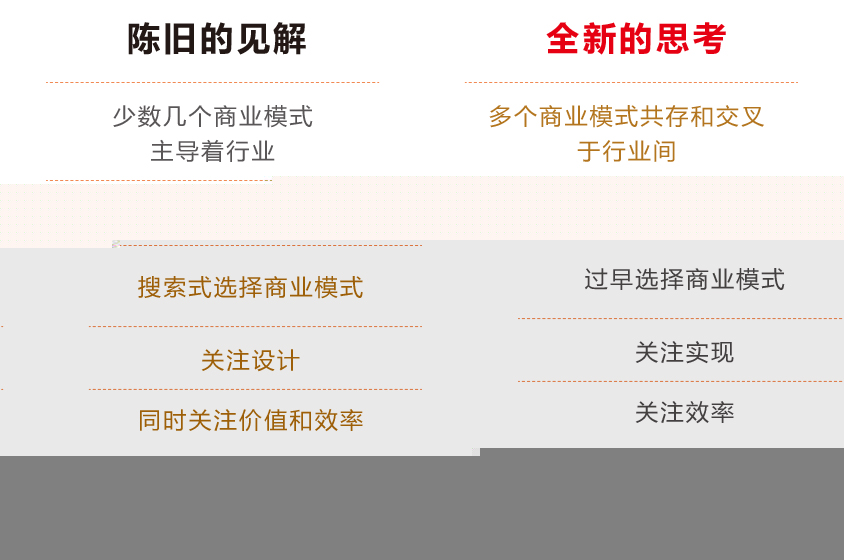 陈旧的见解
全新的思考
少数几个商业模式
主导着行业
多个商业模式共存和交叉
于行业间
搜索式选择商业模式
过早选择商业模式
关注设计
关注实现
同时关注价值和效率
关注效率